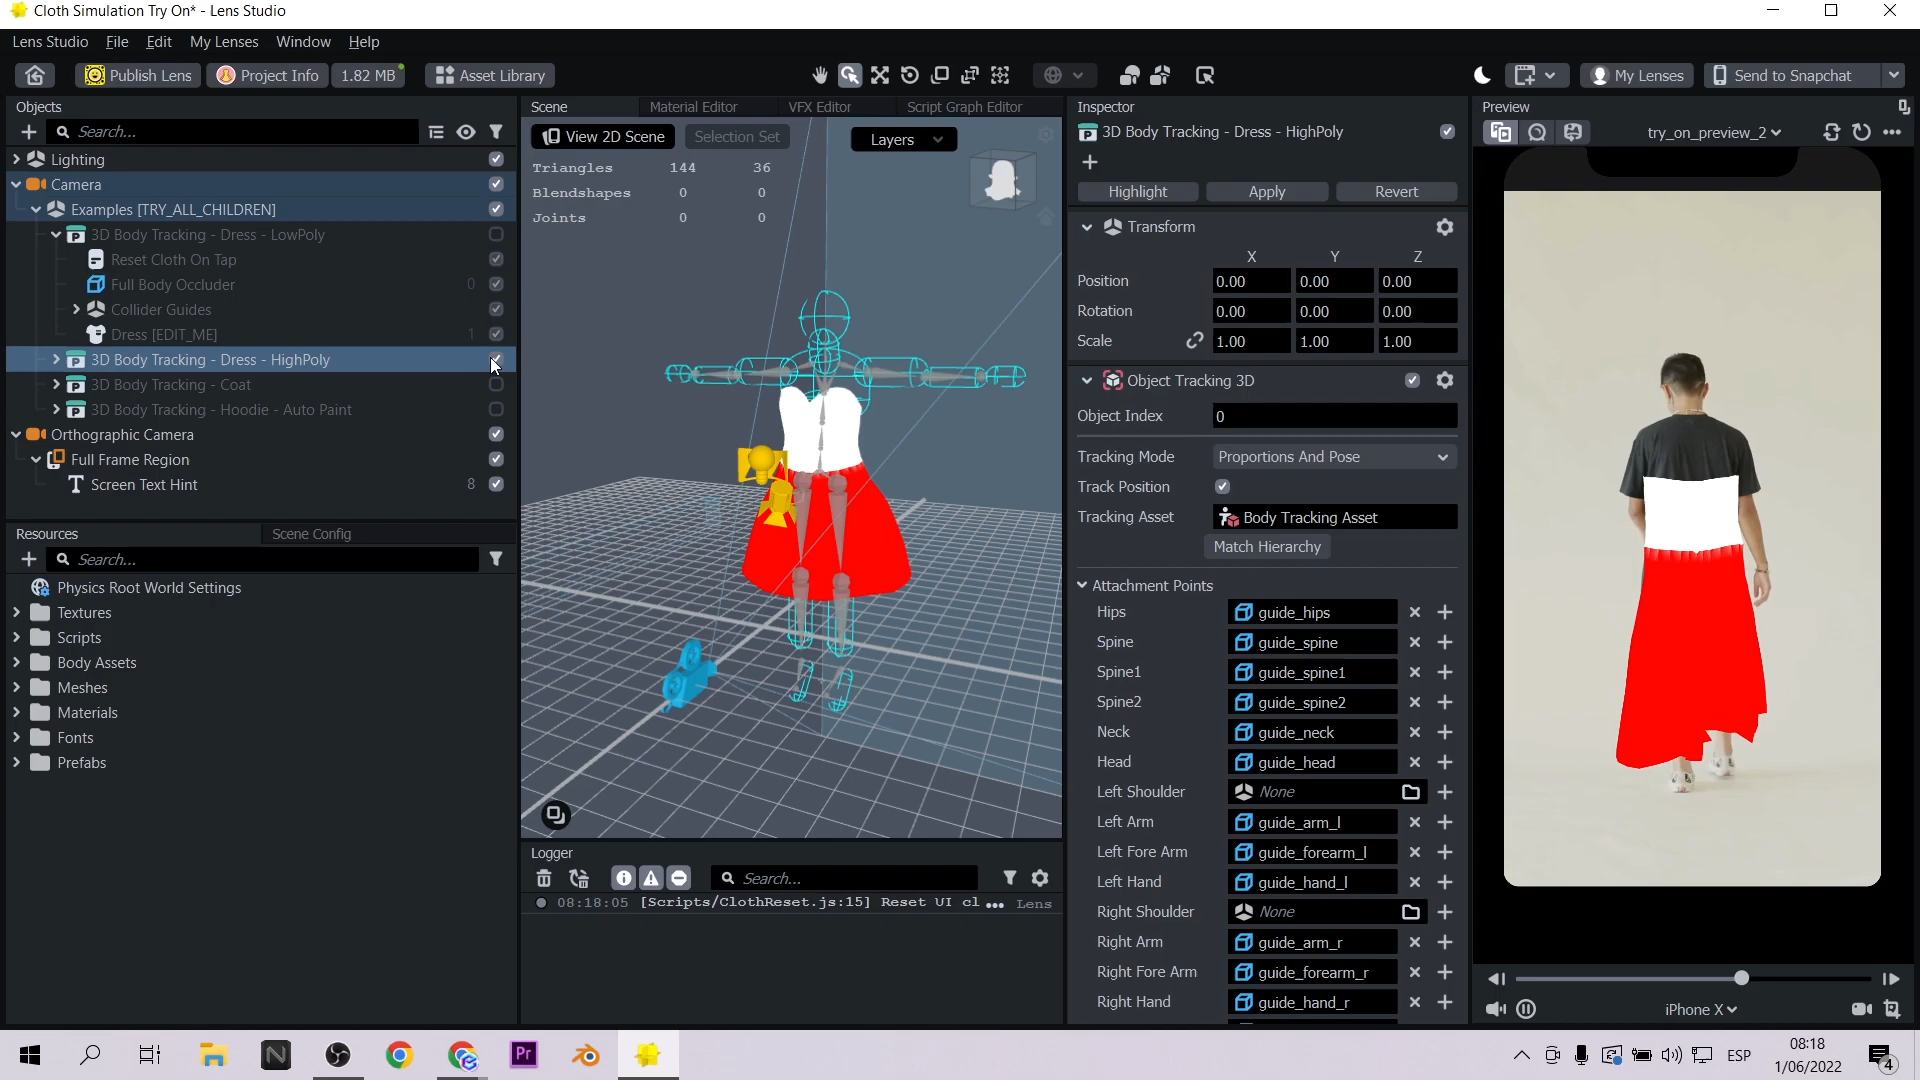 Cloth Simulation Try On* - Lens Studio
Lens Studio File Edit My Lenses Window Help
Publish Lens Project Info 1.82 MB Asset Library My Lenses Send to Snapchat
Objects
Search...
Lighting
Camera
Examples [TRY_ALL_CHILDREN]
3D Body Tracking - Dress - LowPoly
Reset Cloth On Tap
Full Body Occluder 0
Collider Guides
Dress [EDIT_ME] 1
3D Body Tracking - Dress - HighPoly
3D Body Tracking - Coat
3D Body Tracking - Hoodie - Auto Paint
Orthographic Camera
Full Frame Region
Screen Text Hint 8
Resources Scene Config
Search...
Physics Root World Settings
Textures
Scripts
Body Assets
Meshes
Materials
Fonts
Prefabs
Scene Material Editor VFX Editor Script Graph Editor
View 2D Scene Selection Set Layers
Triangles 144 36
Blendshapes 0 0
Joints 0 0
Logger
Search...
08:18:05 [Scripts/ClothReset.js:15] Reset UI cl ... Lens
Inspector
3D Body Tracking - Dress - HighPoly
Highlight Apply Revert
Transform
X Y Z
Position 0.00 0.00 0.00
Rotation 0.00 0.00 0.00
Scale 1.00 1.00 1.00
Object Tracking 3D
Object Index 0
Tracking Mode Proportions And Pose
Track Position
Tracking Asset Body Tracking Asset
Match Hierarchy
Attachment Points
Hips guide_hips
Spine guide_spine
Spine1 guide_spine1
Spine2 guide_spine2
Neck guide_neck
Head guide_head
Left Shoulder None
Left Arm guide_arm_l
Left Fore Arm guide_forearm_l
Left Hand guide_hand_l
Right Shoulder None
Right Arm guide_arm_r
Right Fore Arm guide_forearm_r
Right Hand guide_hand_r
Preview
try_on_preview_2
iPhone X
Pr
ESP
08:18
1/06/2022
4